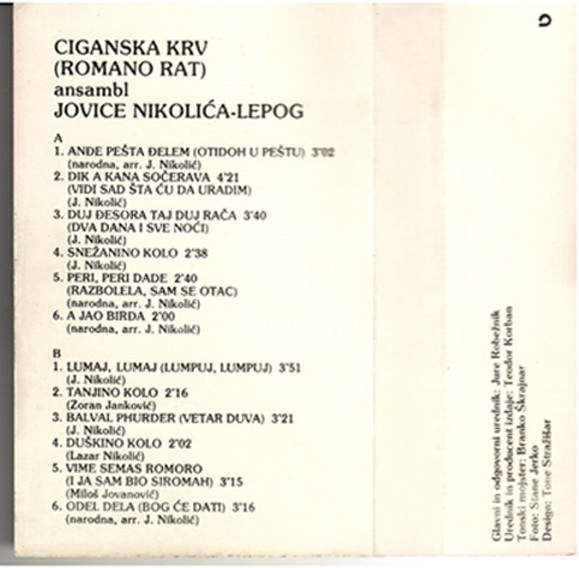 CIGANSKA KRV
(ROMANO RAT)
ansambl
JOVICE NIKOLIĆA-LEPOG
A
1. ANDE PEŠTA ĐELEM (OTIDOH U PEŠTU) 3"02
(narodna, arr. J. Nikolić)
2. DIK A KANA SOČERAVA 4"21
(VIDI SAD ŠTA ĆU DA URADIM)
(J. Nikolić)
3. DUJ ĐESORA TAJ DUJ RAČA 3"40
(DVA DANA I SVE NOĆI)
(J. Nikolić)
4. SNEŽANINO KOLO 2"38
(J. Nikolić)
5. PERI, PERI DADE 2"40
(RAZBOLELA, SAM SE OTAC)
(narodna, arr. J. Nikolić)
6. A JAO BIRDA 2"00
(narodna, arr. J. Nikolić)
B
1. LUMAJ, LUMAJ (LUMPUJ, LUMPUJ) 3"51
(J. Nikolić)
2. TANJINO KOLO 2"16
(Zoran Janković)
3. BALVAL PHURDER (VETAR DUVA) 3"21
(J. Nikolić)
4. DUŠKINO KOLO 2"02
(Lazar Nikolić)
5. VIME SEMAS ROMORO
(I JA SAM BIO SIROMAH) 3"15
(Miloš Jovanović)
6. ODEL DELA (BOG ĆE DATI) 3"16
(narodna, arr. J. Nikolić)
Glavni in odgovorni urednik: Jure Robežnik
Urednik in producent izdaje: Teodor Korban
Tonski mojster: Branko Škrajnar
Foto: Stane Jerko
Design: Tone Stražišar